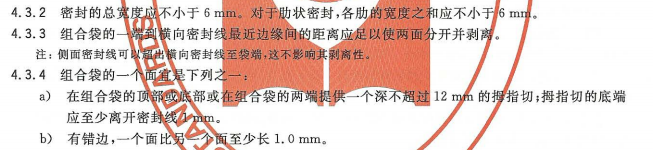 4.3.2 密封的总宽度应不小于 6 mm。对于肋状密封,各肋的宽度之和应不小于 6 mm。
4.3.3 组合袋的一端到横向密封线最近边缘间的距离应足以使两面分开并剥离。
注:侧面密封线可以超出横向密封线至袋端,这不影响其剥离性。
4.3.4 组合袋的一个面宜是下列之一:
a) 在组合袋的顶部或底部或在组合袋的两端提供一个深不超过 12 mm 的拇指切;拇指切的底端
应至少离开密封线 1 mm。
b) 有错边,一个面比另一个面至少长 1.0 mm。
STANDARDS